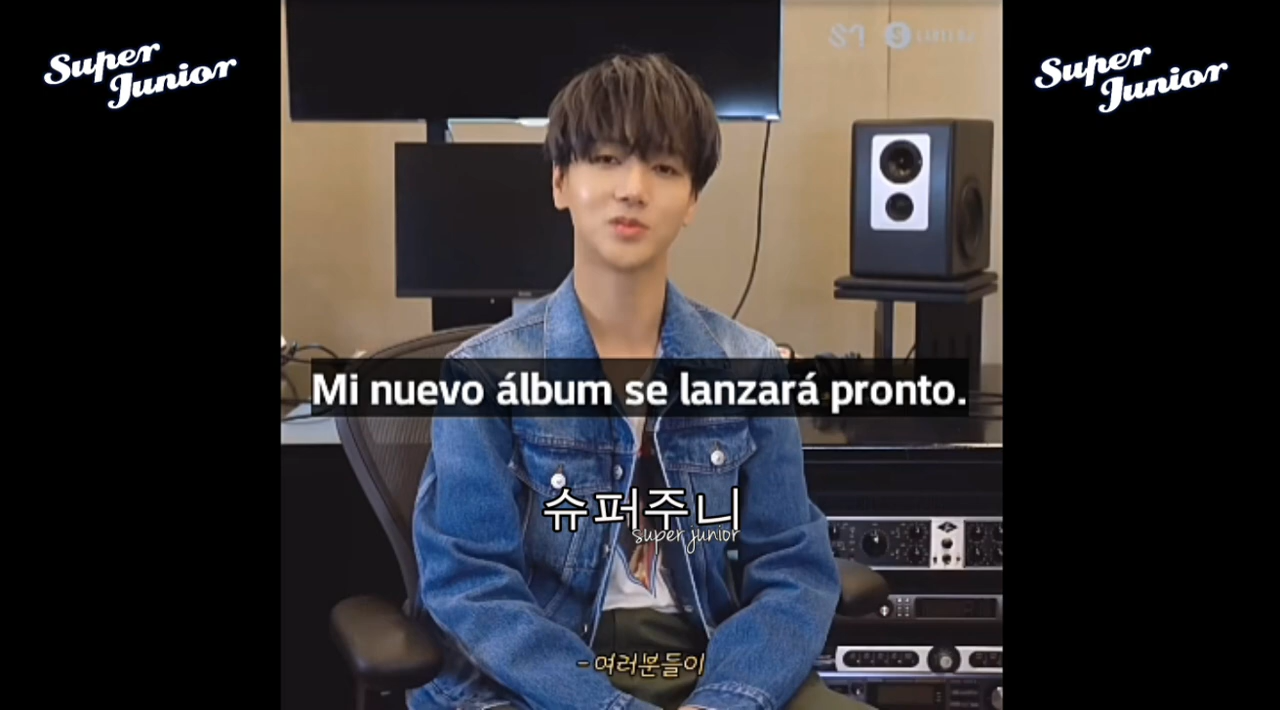 Super
Junior
Super
Junior
SM
Mi nuevo álbum se lanzará pronto.
슈퍼주니
super junior
- 여러분들이